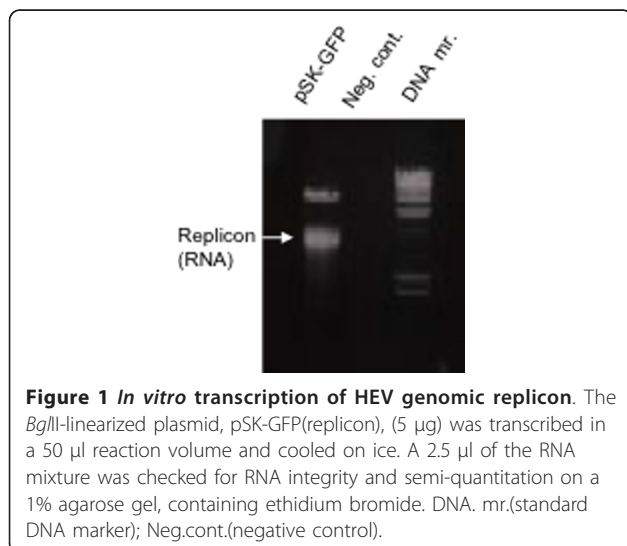 pSK-GFP
Neg. cont.
DNA mr.
Replicon
(RNA)
Figure 1 In vitro transcription of HEV genomic replicon. The
BglII-linearized plasmid, pSK-GFP(replicon), (5 μg) was transcribed in
a 50 μl reaction volume and cooled on ice. A 2.5 μl of the RNA
mixture was checked for RNA integrity and semi-quantitation on a
1% agarose gel, containing ethidium bromide. DNA. mr.(standard
DNA marker); Neg.cont.(negative control).